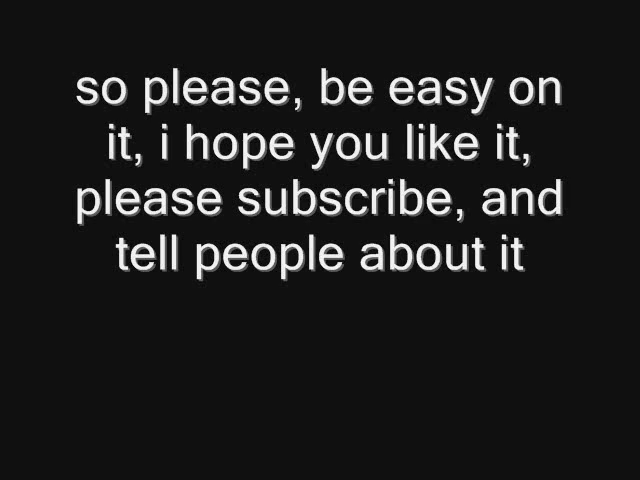 so please, be easy on
it, i hope you like it,
please subscribe, and
tell people about it